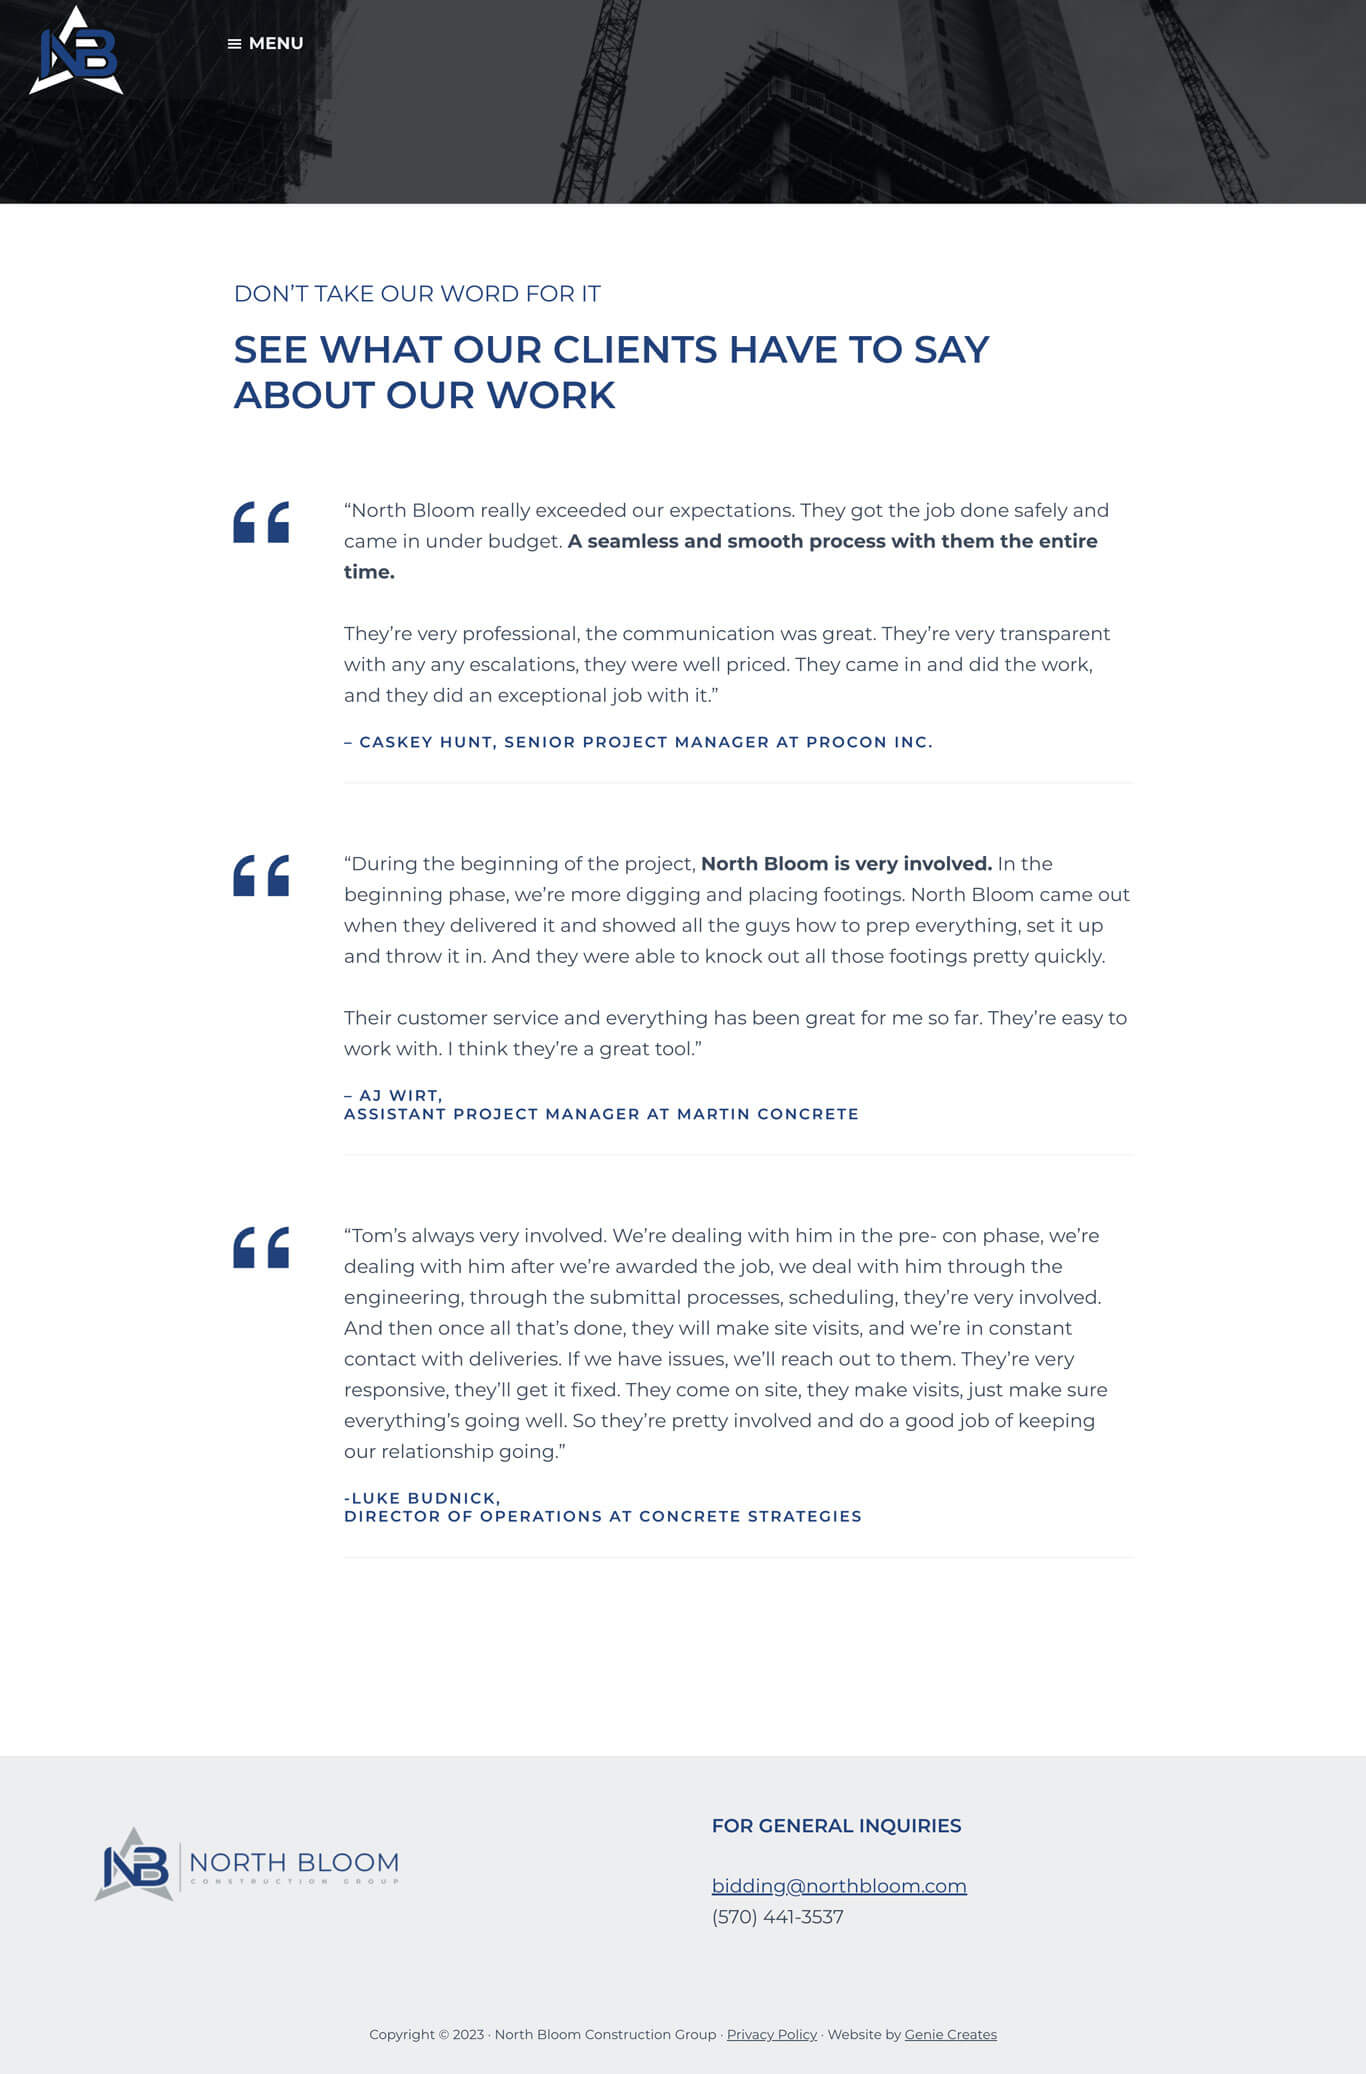 NB
MENU
DON’T TAKE OUR WORD FOR IT
SEE WHAT OUR CLIENTS HAVE TO SAY
ABOUT OUR WORK
“North Bloom really exceeded our expectations. They got the job done safely and
came in under budget. A seamless and smooth process with them the entire
time.
They’re very professional, the communication was great. They’re very transparent
with any any escalations, they were well priced. They came in and did the work,
and they did an exceptional job with it.”
– CASKEY HUNT, SENIOR PROJECT MANAGER AT PROCON INC.
“During the beginning of the project, North Bloom is very involved. In the
beginning phase, we’re more digging and placing footings. North Bloom came out
when they delivered it and showed all the guys how to prep everything, set it up
and throw it in. And they were able to knock out all those footings pretty quickly.
Their customer service and everything has been great for me so far. They’re easy to
work with. I think they’re a great tool.”
– AJ WIRT,
ASSISTANT PROJECT MANAGER AT MARTIN CONCRETE
“Tom’s always very involved. We’re dealing with him in the pre- con phase, we’re
dealing with him after we’re awarded the job, we deal with him through the
engineering, through the submittal processes, scheduling, they’re very involved.
And then once all that’s done, they will make site visits, and we’re in constant
contact with deliveries. If we have issues, we’ll reach out to them. They’re very
responsive, they’ll get it fixed. They come on site, they make visits, just make sure
everything’s going well. So they’re pretty involved and do a good job of keeping
our relationship going.”
-LUKE BUDNICK,
DIRECTOR OF OPERATIONS AT CONCRETE STRATEGIES
NB
NORTH BLOOM
CONSTRUCTION GROUP
FOR GENERAL INQUIRIES
bidding@northbloom.com
(570) 441-3537
Copyright © 2023 · North Bloom Construction Group · Privacy Policy · Website by Genie Creates